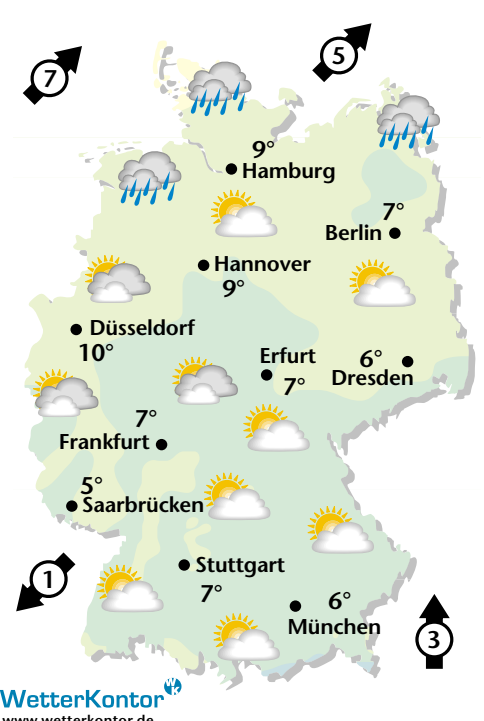 7
5
9°
Hamburg
7°
Berlin
Hannover
9°
Düsseldorf
10°
Erfurt
7°
6°
Dresden
7°
Frankfurt
5°
Saarbrücken
Stuttgart
7°
6°
München
1
3
WetterKontor WK
www.wetterkontor.de